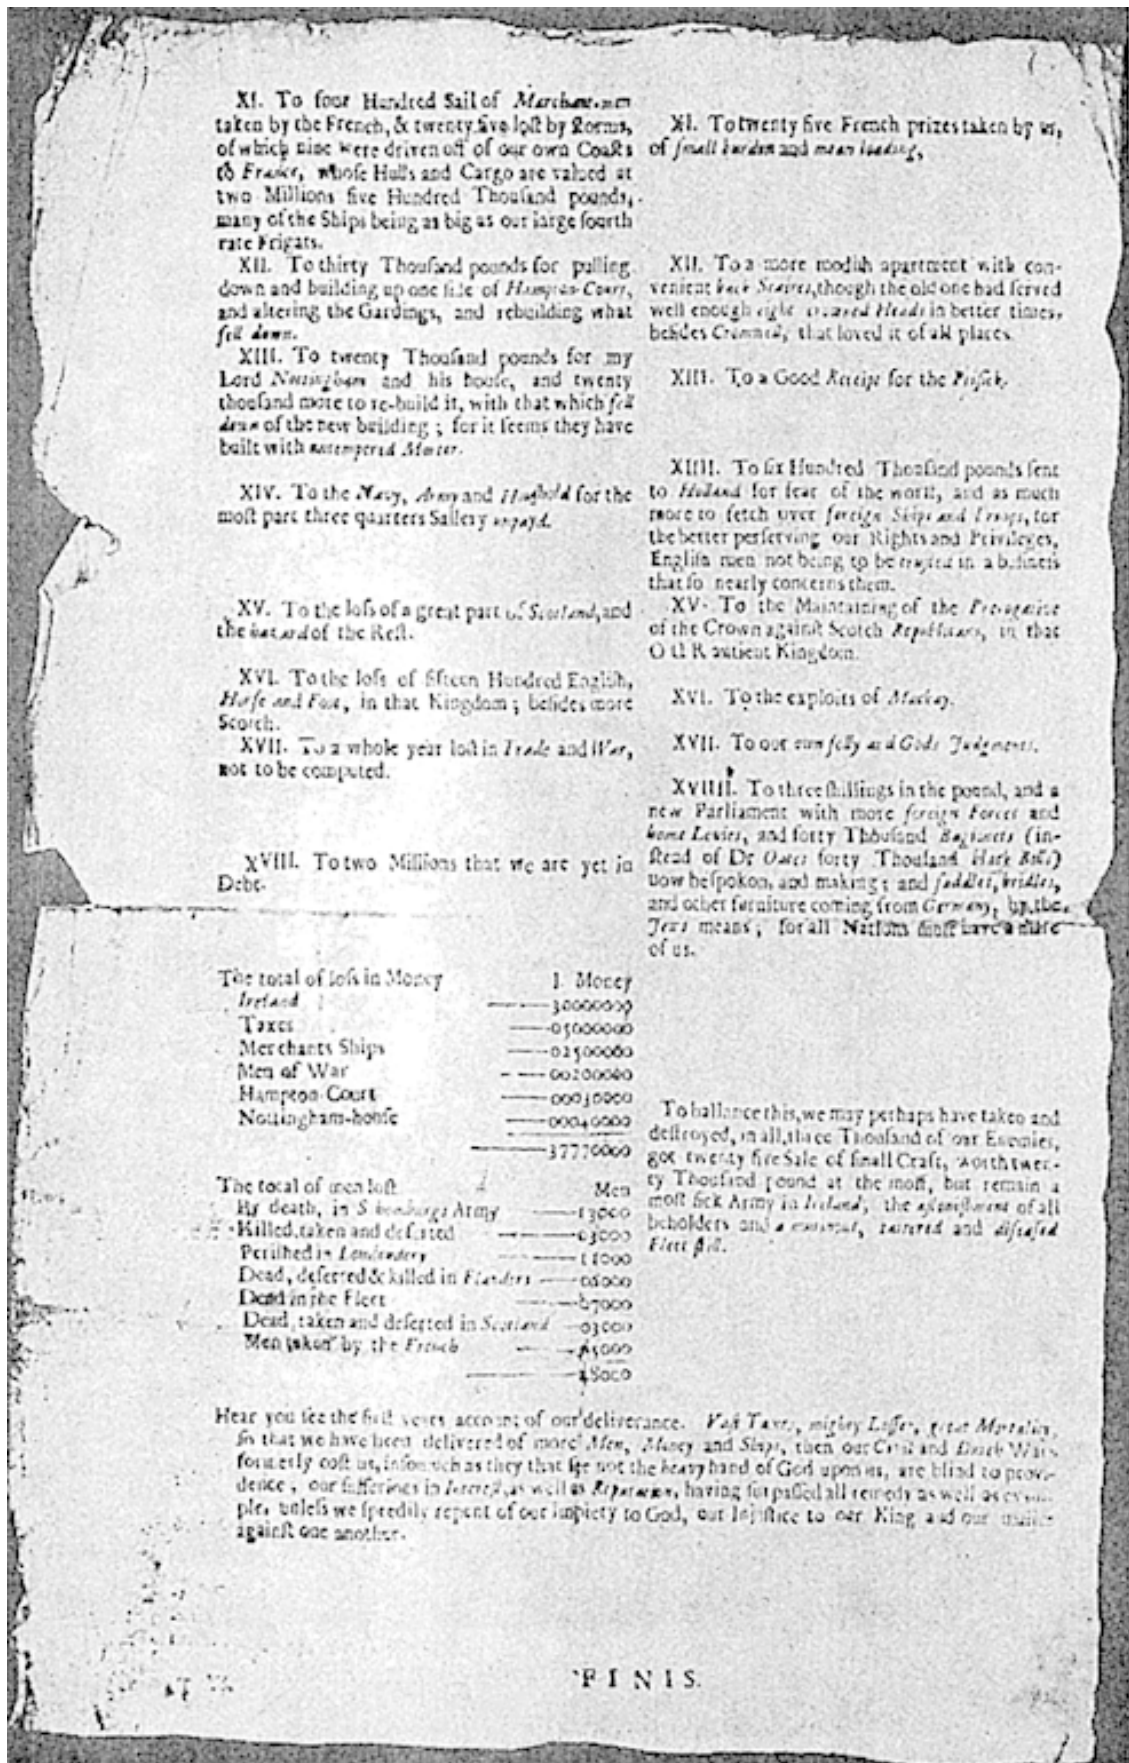 XI. To four Hundred Sail of Merchant-men
taken by the French, & twenty five lost by storms,
of which nine were driven off of our own Coasts
to France, whose Hulls and Cargo are valued at
two Millions five Hundred Thousand pounds,
many of the Ships being as big as our large fourth
rate Frigats.
XII. To thirty Thousand pounds for pulling
down and building up one side of Hampton-Court,
and altering the Gardings, and rebuilding what
fell down.
XIII. To twenty Thousand pounds for my
Lord Nottingham and his house, and twenty
thousand more to re-build it, with that which fell
down of the new building; for it seems they have
built with untempered Morter.
XIV. To the Navy, Army and Houshold for the
most part three quarters Sallery unpayd.
XV. To the loss of a great part of Scotland, and
the hazard of the Rest.
XVI. To the loss of fifteen Hundred English,
Horse and Foot, in that Kingdom; besides more
Scotch.
XVII. To a whole year lost in Trade and War,
not to be computed.
XVIII. To two Millions that we are yet in
Debt.
XI. To twenty five French prizes taken by us,
of small burden and mean loading,
XII. To a more modish apartment with con-
venient back Staires, though the old one had served
well enough eight crowned Heads in better times,
besides Cromwel, that loved it of all places.
XIII. To a Good Receipt for the Ptisick.
XIIII. To six Hundred Thousand pounds sent
to Holland for fear of the worst, and as much
more to fetch over foreign Ships and Troops, for
the better perserving our Rights and Privileges,
English men not being to be trusted in a business
that so nearly concerns them.
XV. To the Maintaining of the Prerogative
of the Crown against Scotch Republicans, in that
OUR antient Kingdom.
XVI. To the exploits of Mackay.
XVII. To our own folly and Gods Judgments.
XVIIII. To three shillings in the pound, and a
new Parliament with more foreign Forces and
home Levies, and forty Thousand Bagionets (in-
stead of Dr Oates forty Thousand Black Bills)
now bespokon, and making; and saddles, bridles,
and other furniture coming from Germany, by the
Jews means; for all Nations must have a
of us.
The total of loss in Money l. Money
Ireland 30000000
Taxes 05000000
Merchants Ships 02500000
Men of War 00200000
Hampton-Court 00030000
Nottingham-house 00040000
37770000
The total of men lost Men
By death, in Schombergs Army 13000
Killed, taken and deserted 03000
Perished in Londonderry 11000
Dead, deserted & killed in Flanders 06000
Dead in the Fleet 07000
Dead, taken and deserted in Scotland 03000
Men taken by the French 05000
48000
To ballance this, we may perhaps have taken and
destroyed, in all, three Thousand of our Enemies,
got twenty five Sale of small Craft, worth twen-
ty Thousand pound at the most, but remain a
most sick Army in Ireland; the astonishment of all
beholders and a mutinous, tattered and diseased
Fleet still.
Hear you see the first yeres account of our deliverance. Vast Taxes, mighty Losses, great Mortality,
so that we have been delivered of more Men, Money and Ships, then our Civil and Dutch Wars
formerly cost us, insomuch as they that see not the heavy hand of God upon us, are blind to provi-
dence, our sufferings in Interest, as well as Reputation, having surpassed all remedy as well as exam-
ple, unless we speedily repent of our impiety to God, our Injustice to our King and our malice
against one another.
FINIS.